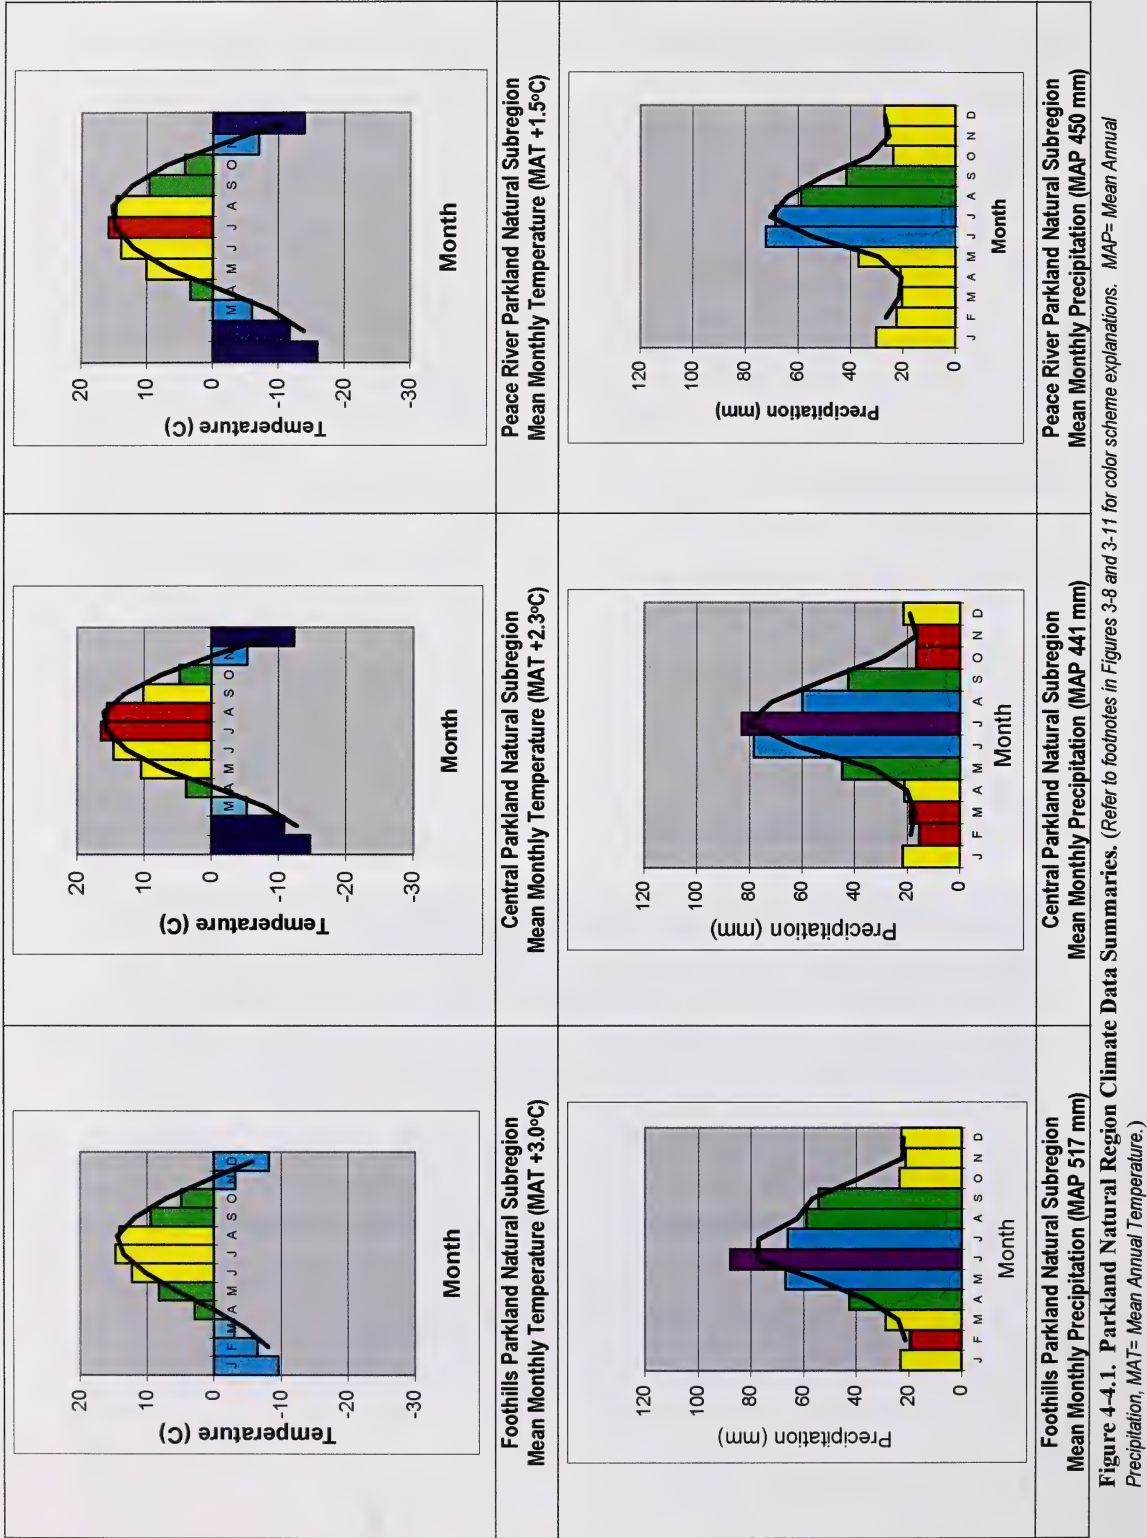 20
10
0
-10
-20
-30
Temperature (C)
J F M A M J J A S O N D
Month
20
10
0
-10
-20
-30
Temperature (C)
M A M J J A S O N
Month
20
10
0
-10
-20
-30
Temperature (C)
M A M J J A S O N
Month
Foothills Parkland Natural Subregion
Mean Monthly Temperature (MAT +3.0ºC)
Central Parkland Natural Subregion
Mean Monthly Temperature (MAT +2.3ºC)
Peace River Parkland Natural Subregion
Mean Monthly Temperature (MAT +1.5ºC)
120
100
80
60
40
20
0
Precipitation (mm)
J F M A M J J A S O N D
Month
120
100
80
60
40
20
0
Precipitation (mm)
J F M A M J J A S O N D
Month
120
100
80
60
40
20
0
Precipitation (mm)
J F M A M J J A S O N D
Month
Foothills Parkland Natural Subregion
Mean Monthly Precipitation (MAP 517 mm)
Central Parkland Natural Subregion
Mean Monthly Precipitation (MAP 441 mm)
Peace River Parkland Natural Subregion
Mean Monthly Precipitation (MAP 450 mm)
Figure 4-4.1. Parkland Natural Region Climate Data Summaries. (Refer to footnotes in Figures 3-8 and 3-11 for color scheme explanations. MAP= Mean Annual
Precipitation, MAT= Mean Annual Temperature.)